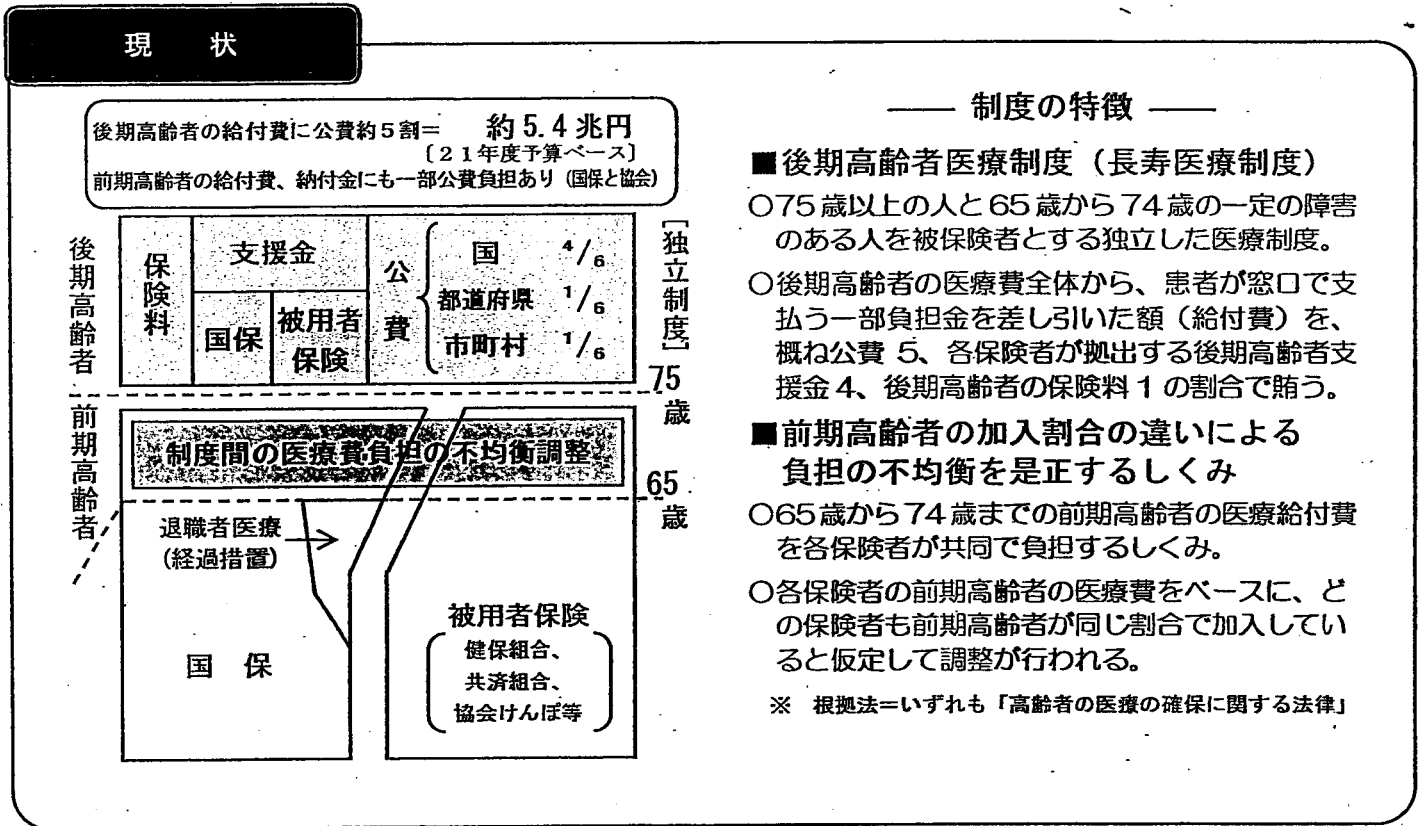 現 状
後期高齢者の給付費に公費約5割= 約5.4兆円
〔21年度予算ベース〕
前期高齢者の給付費、納付金にも一部公費負担あり（国保と協会）
後期高齢者
保険料
支援金
国保
被用者
保険
公費
国 4/6
都道府県 1/6
市町村 1/6
[独立制度]
75歳
前期高齢者
制度間の医療費負担の不均衡調整
65歳
退職者医療
(経過措置)
国 保
被用者保険
健保組合、
共済組合、
協会けんぽ等
―― 制度の特徴 ――
■後期高齢者医療制度（長寿医療制度）
○75歳以上の人と65歳から74歳の一定の障害
のある人を被保険者とする独立した医療制度。
○後期高齢者の医療費全体から、患者が窓口で支
払う一部負担金を差し引いた額（給付費）を、
概ね公費 5、各保険者が拠出する後期高齢者支
援金 4、後期高齢者の保険料 1 の割合で賄う。
■前期高齢者の加入割合の違いによる
負担の不均衡を是正するしくみ
○65歳から74歳までの前期高齢者の医療給付費
を各保険者が共同で負担するしくみ。
○各保険者の前期高齢者の医療費をベースに、ど
の保険者も前期高齢者が同じ割合で加入してい
ると仮定して調整が行われる。
※ 根拠法＝いずれも「高齢者の医療の確保に関する法律」